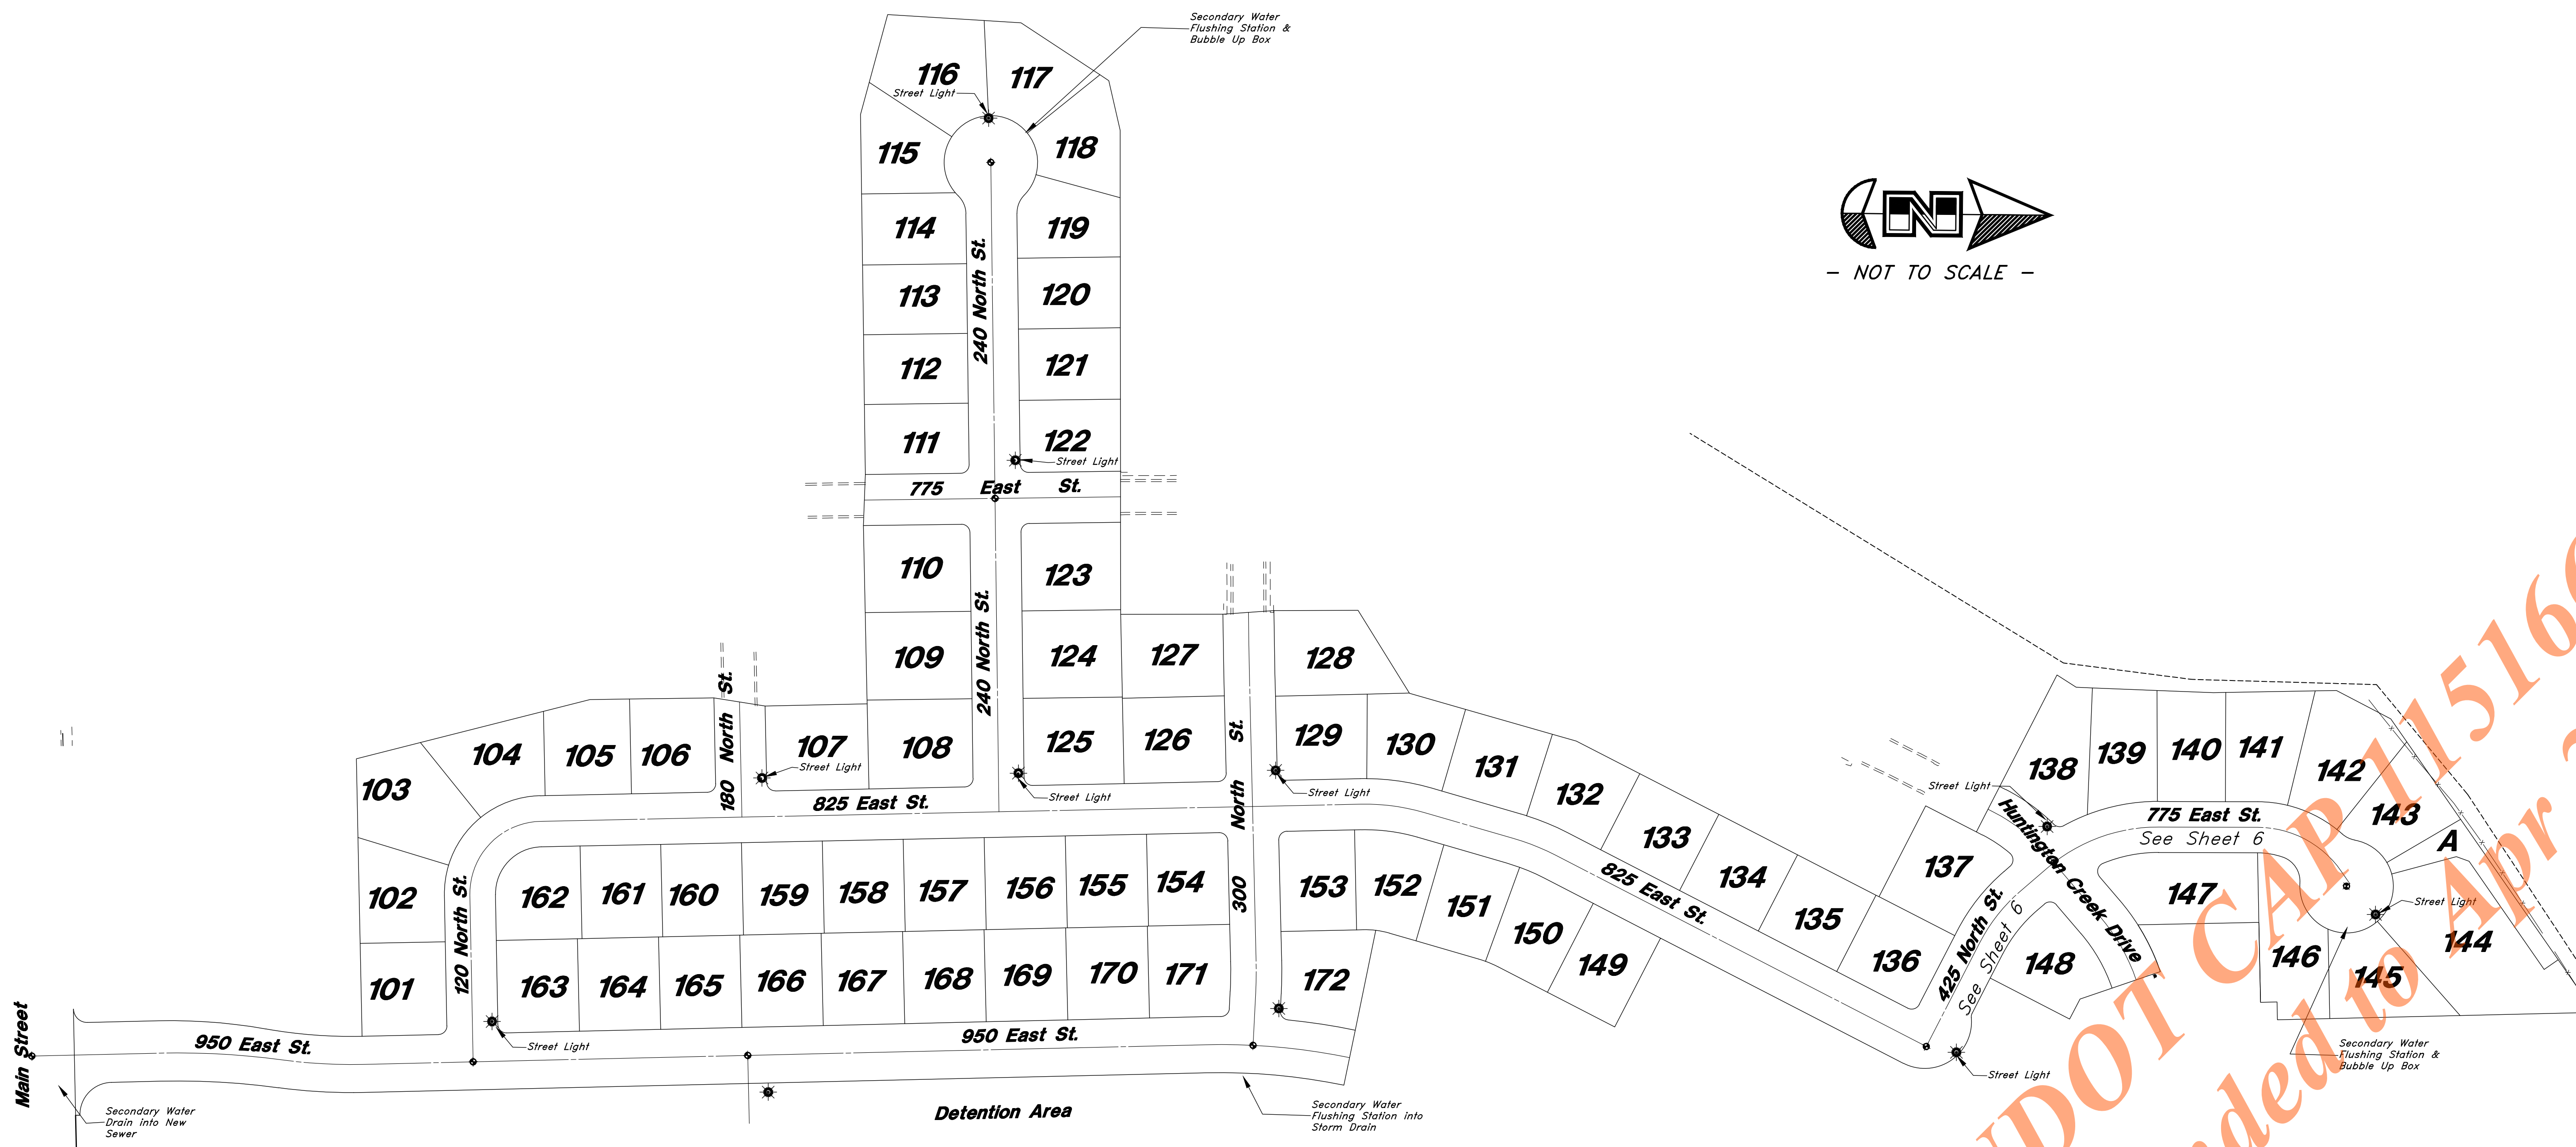 Secondary Water
Flushing Station &
Bubble Up Box
116
117
Street Light
115
118
114
119
240 North St.
113
120
112
121
111
122
Street Light
775 East St.
N
- NOT TO SCALE -
110
123
240 North St.
109
124
127
128
103
104
105
106
180 North St.
107
Street Light
108
125
Street Light
126
300 North St.
129
Street Light
130
131
132
133
134
135
136
825 East St.
825 East St.
102
101
120 North St.
162
161
160
159
158
157
156
155
154
153
152
151
150
149
163
164
165
166
167
168
169
170
171
172
Main Street
950 East St.
Street Light
950 East St.
Secondary Water
Drain into New
Sewer
Detention Area
Secondary Water
Flushing Station into
Storm Drain
137
138
139
140
141
142
143
A
Street Light
Huntington Creek Drive
775 East St.
See Sheet 6
147
425 North St.
See Sheet 6
148
146
145
144
Street Light
Street Light
Secondary Water
Flushing Station &
Bubble Up Box